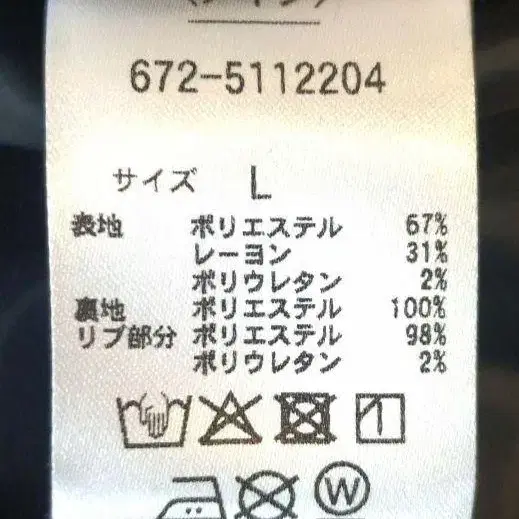 672-5112204
サイズ L
表地 ポリエステル 67%
レーヨン 31%
ポリウレタン 2%
裏地 ポリエステル 100%
リブ部分 ポリエステル 98%
ポリウレタン 2%
W